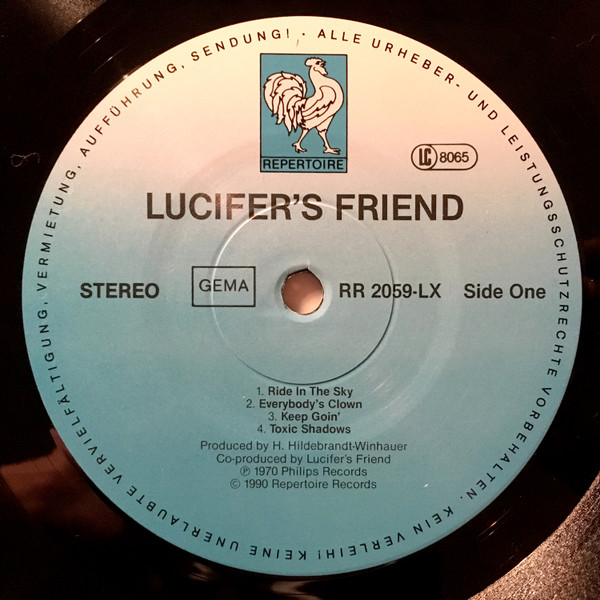 ALLE URHEBER- UND LEISTUNGSSCHUTZRECHTE VORBEHALTEN. KEIN VERLEIH! KEINE UNERLAUBTE VERVIELFÄLTIGUNG, VERMIETUNG, AUFFÜHRUNG, SENDUNG! ·
REPERTOIRE
LC 8065
LUCIFER'S FRIEND
STEREO GEMA RR 2059-LX Side One
1. Ride In The Sky
2. Everybody's Clown
3. Keep Goin'
4. Toxic Shadows
Produced by H. Hildebrandt-Winhauer
Co-produced by Lucifer's Friend
℗ 1970 Philips Records
© 1990 Repertoire Records